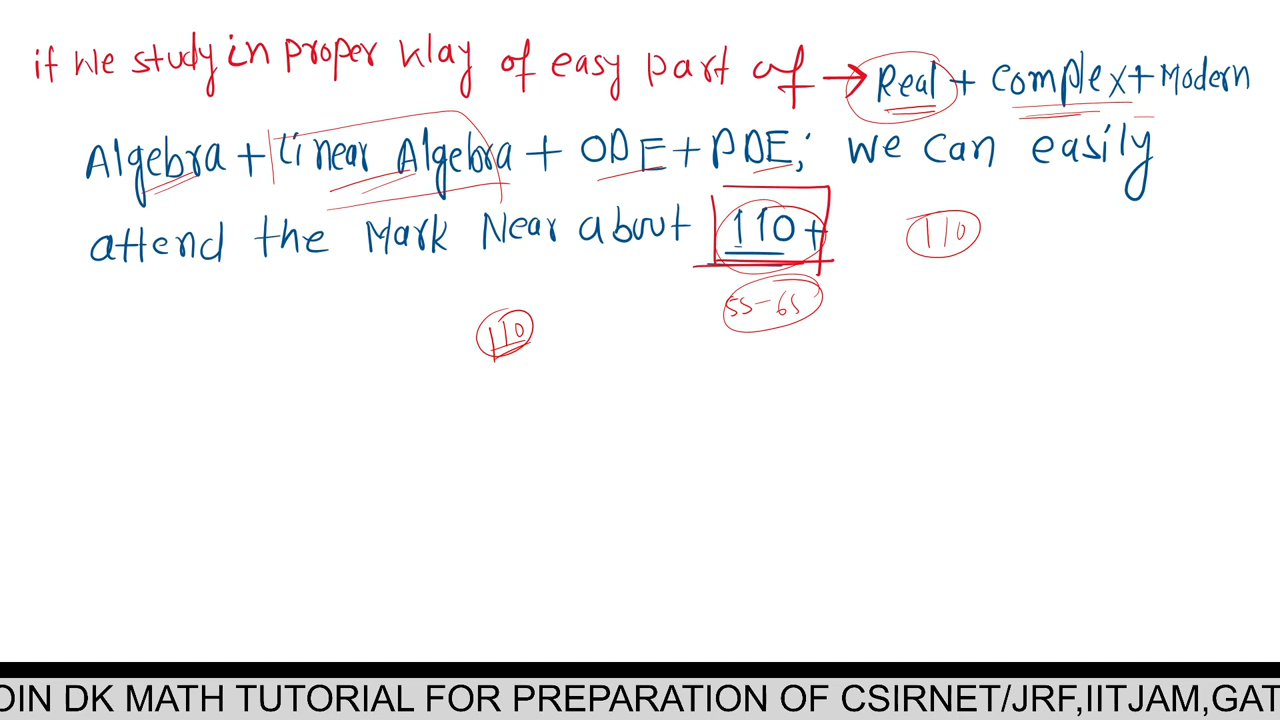 if we study in proper way of easy part of → Real + Complex + Modern
Algebra + Linear Algebra + ODE + PDE; we can easily
attend the Mark Near about 110+ 110
55-65
110
OIN DK MATH TUTORIAL FOR PREPARATION OF CSIRNET/JRF,IITJAM,GAT